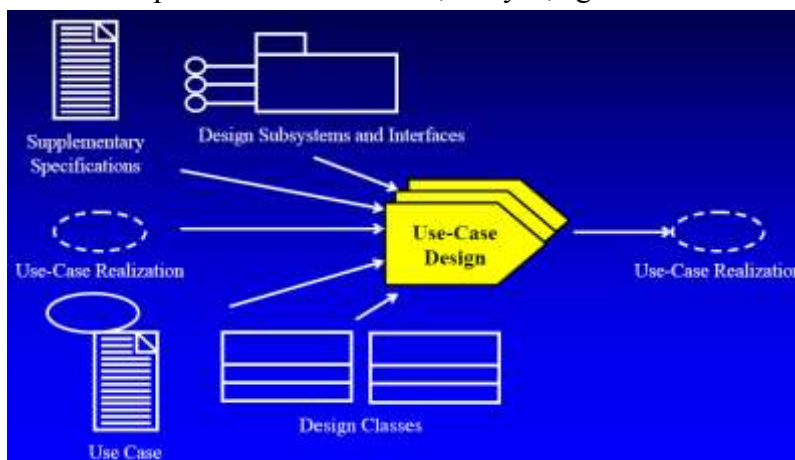 Design Subsystems and Interfaces
Supplementary
Specifications
Use-Case
Design
Use-Case Realization
Use-Case Realization
Design Classes
Use Case